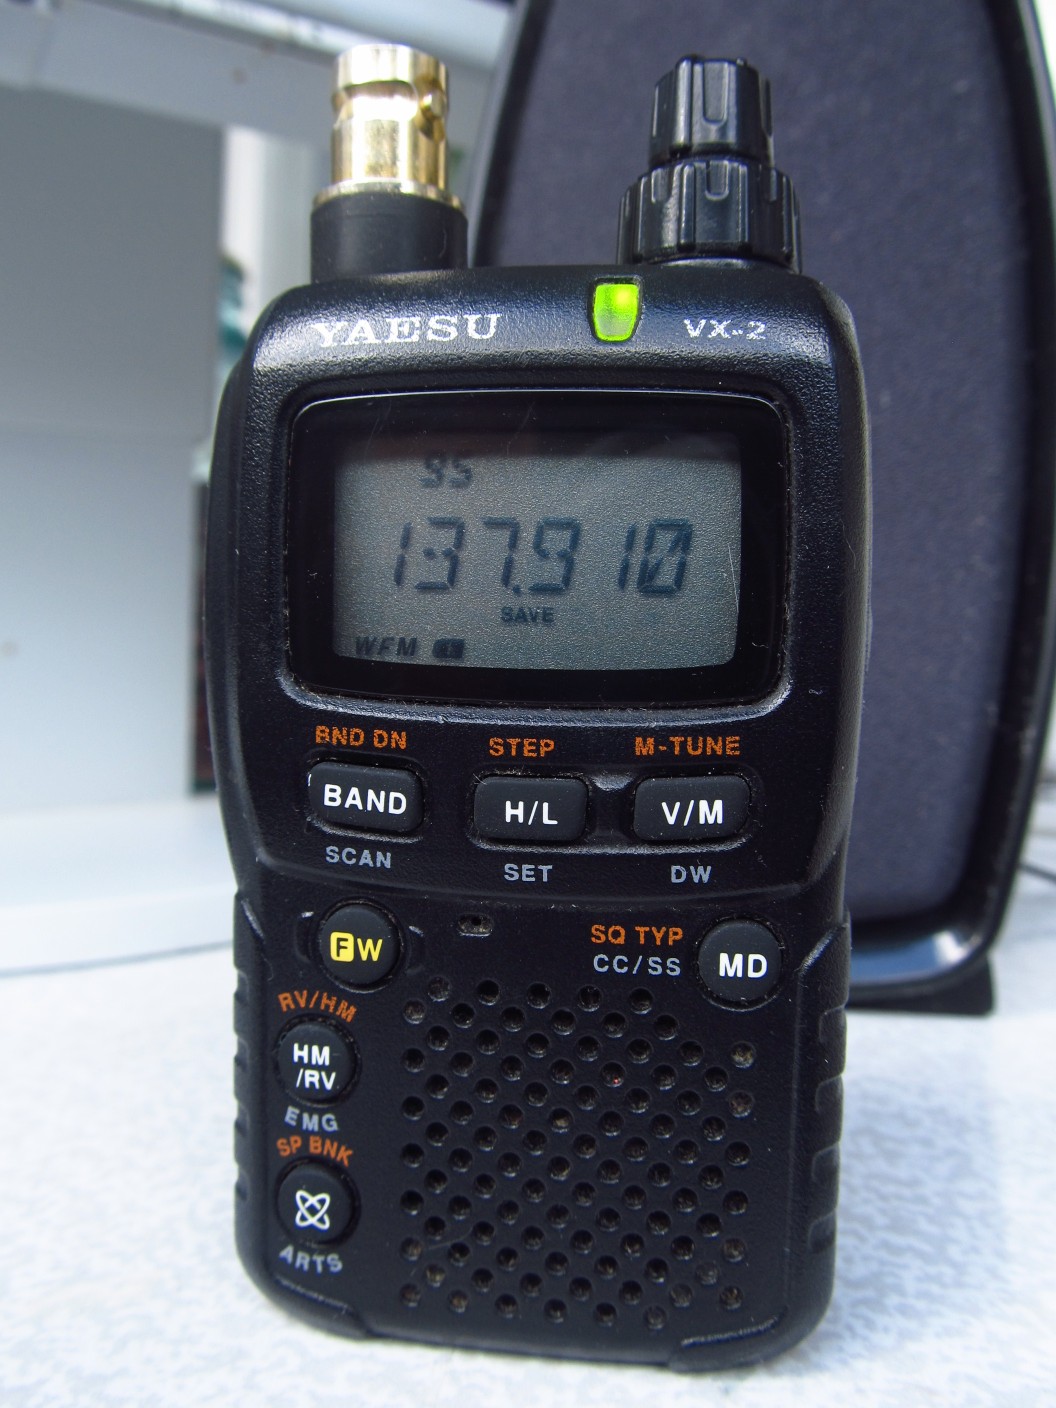 YAESU VX-2
95
137.910
SAVE
WFM
BND DN STEP M-TUNE
BAND H/L V/M
SCAN SET DW
FW SQ TYP MD
CC/SS
RV/HM
HM
/RV
EMG
SP BNK
ARTS